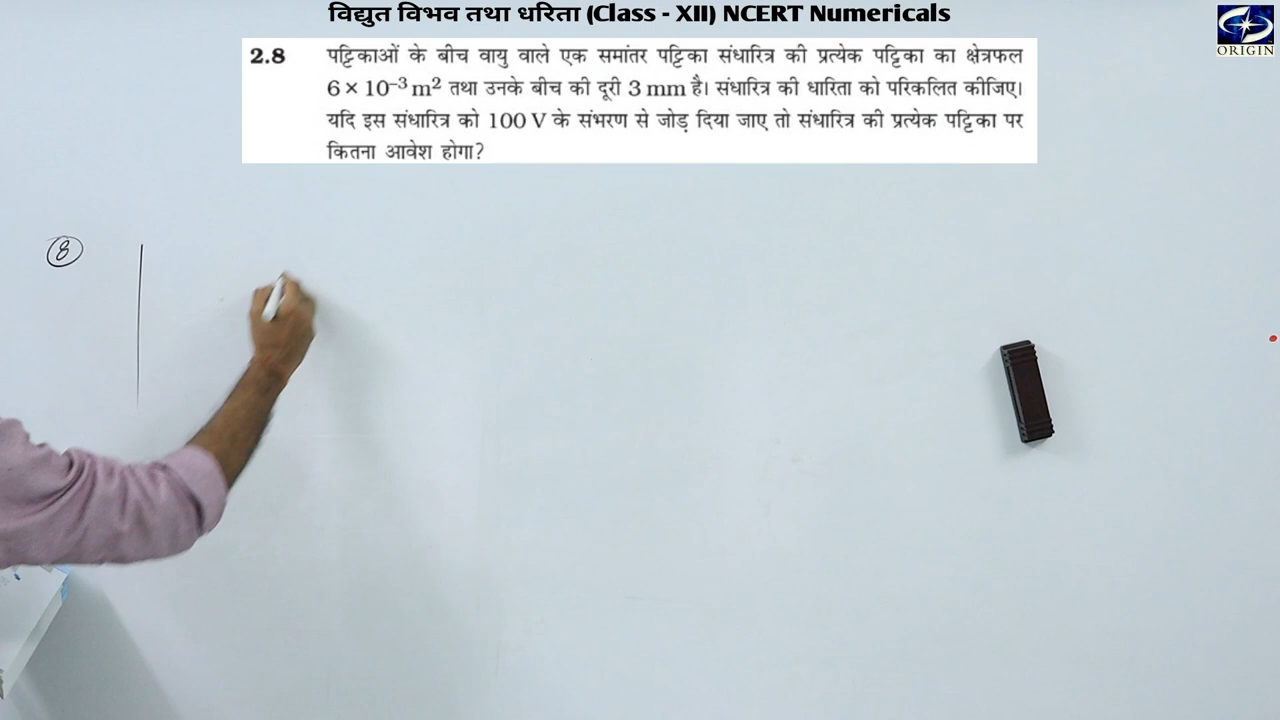 विद्युत विभव तथा धरिता (Class - XII) NCERT Numericals
ORIGIN
2.8 पट्टिकाओं के बीच वायु वाले एक समांतर पट्टिका संधारित्र की प्रत्येक पट्टिका का क्षेत्रफल
6 × 10⁻³ m² तथा उनके बीच की दूरी 3 mm है। संधारित्र की धारिता को परिकलित कीजिए।
यदि इस संधारित्र को 100 V के संभरण से जोड़ दिया जाए तो संधारित्र की प्रत्येक पट्टिका पर
कितना आवेश होगा?
8